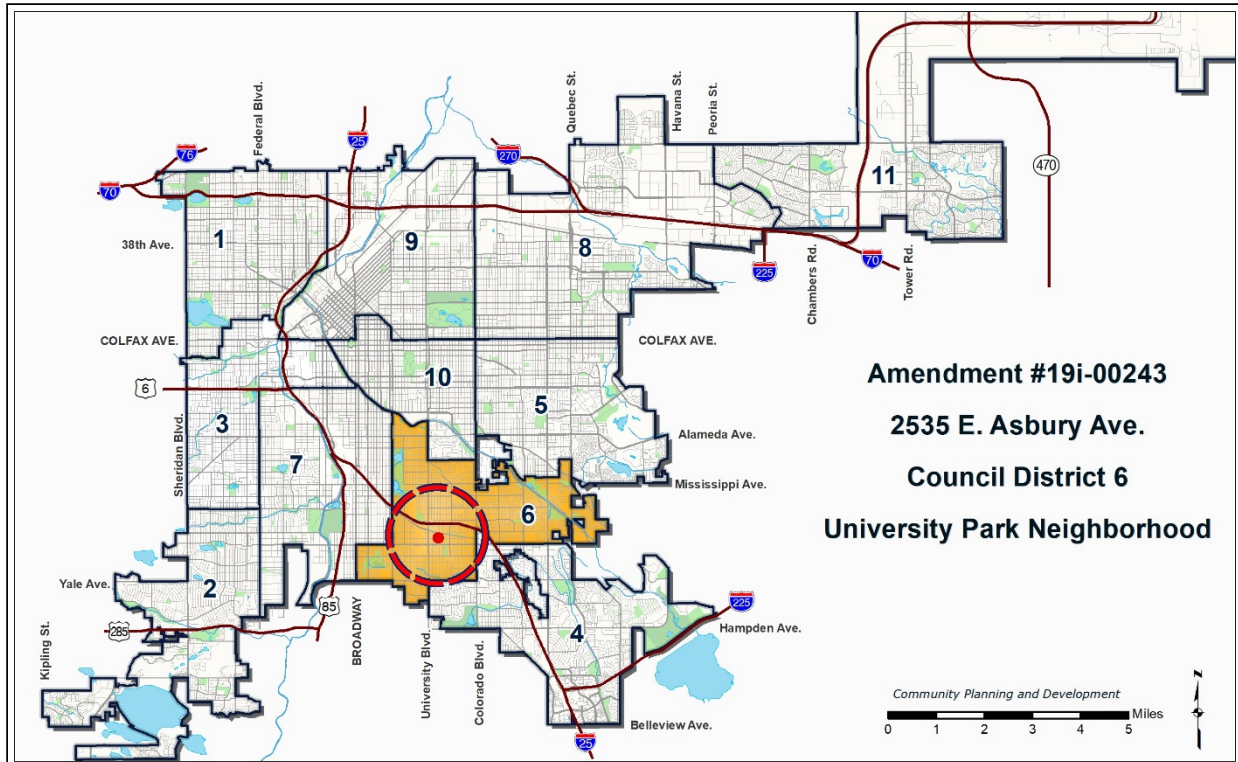 Federal Blvd.
25
Quebec St.
Havana St.
Peoria St.
76
270
70
470
11
1
9
8
38th Ave.
225
70
Chambers Rd.
Tower Rd.
COLFAX AVE.
COLFAX AVE.
6
10
5
3
Sheridan Blvd.
7
Alameda Ave.
Mississippi Ave.
6
Amendment #19i-00243
2535 E. Asbury Ave.
Council District 6
University Park Neighborhood
Yale Ave.
2
85
285
BROADWAY
University Blvd.
Colorado Blvd.
4
225
Hampden Ave.
Kipling St.
Belleview Ave.
25
Community Planning and Development
Miles
0 1 2 3 4 5
Z